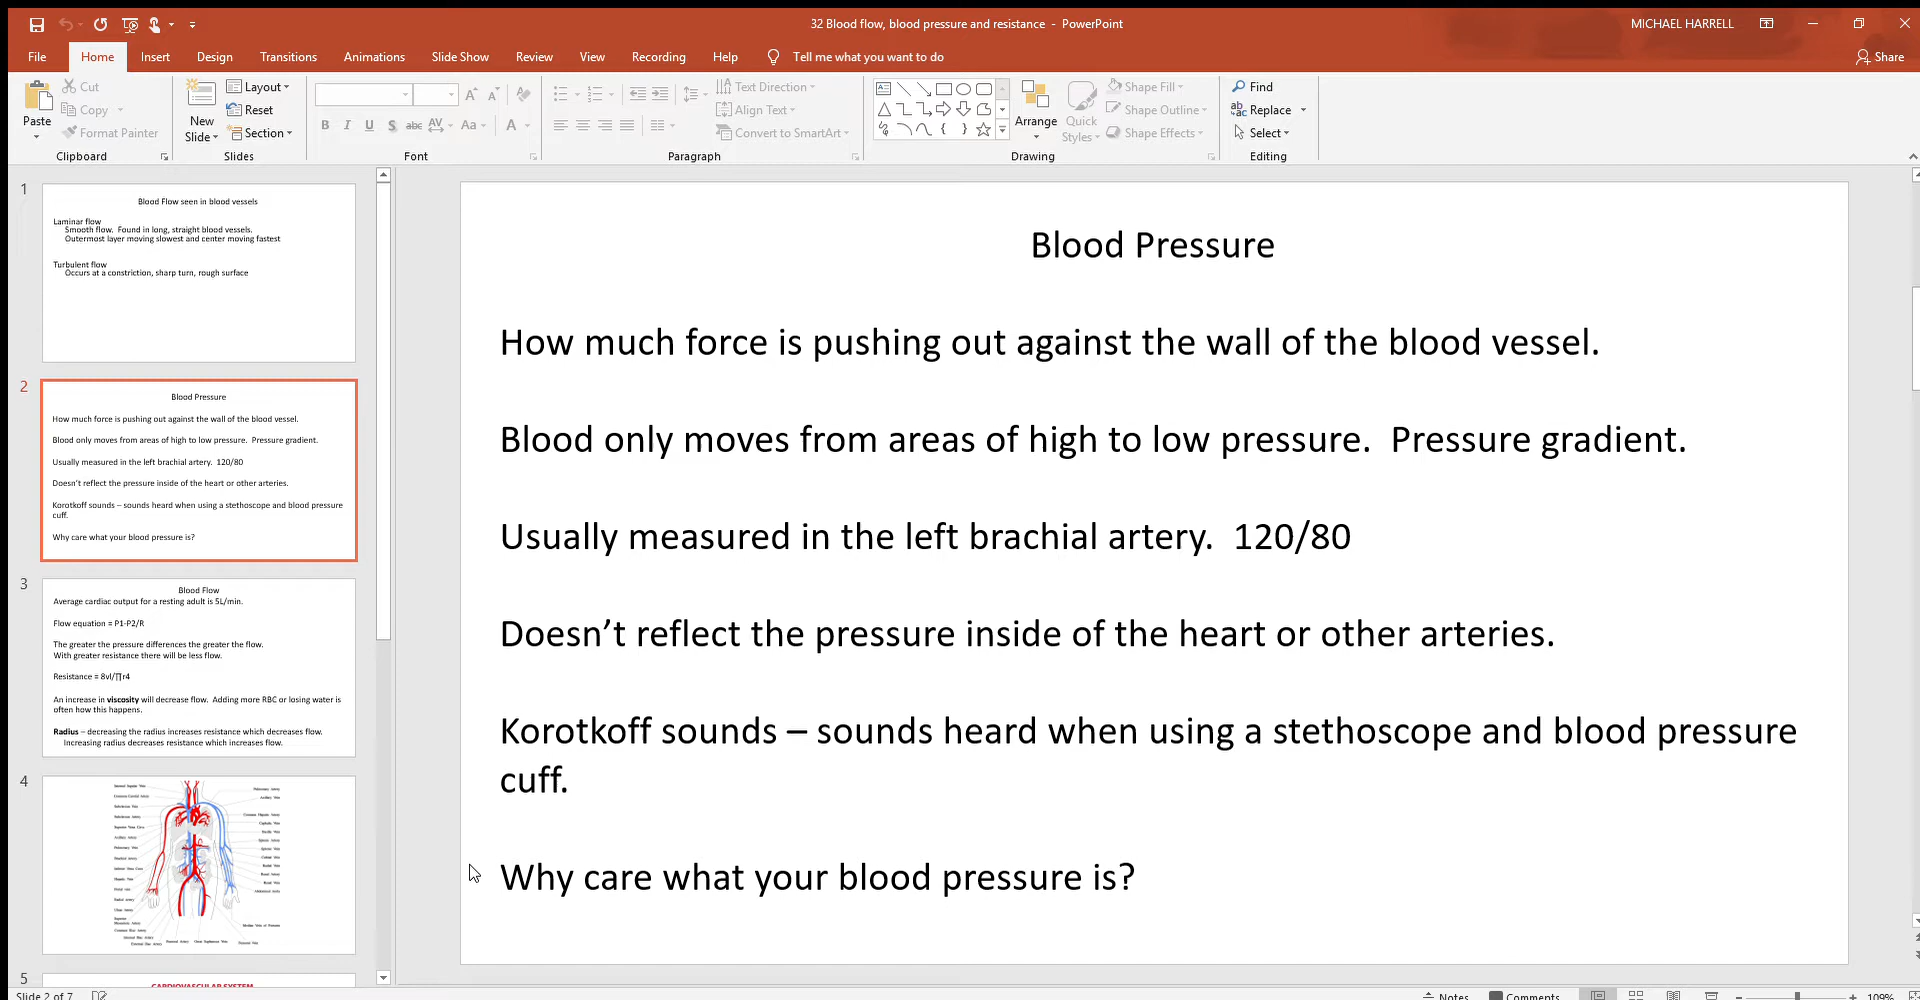 32 Blood flow, blood pressure and resistance - PowerPoint
MICHAEL HARRELL
File Home Insert Design Transitions Animations Slide Show Review View Recording Help Tell me what you want to do
Share
Paste
Cut
Copy
Format Painter
Clipboard
New Slide
Layout
Reset
Section
Slides
B I U S abc AV Aa A
Font
Text Direction
Align Text
Convert to SmartArt
Paragraph
Arrange
Quick Styles
Shape Fill
Shape Outline
Shape Effects
Drawing
Find
Replace
Select
Editing
1
Blood Flow seen in blood vessels
Laminar flow
Smooth flow. Found in long, straight blood vessels.
Outermost layer moving slowest and center moving fastest
Turbulent flow
Occurs at a constriction, sharp turn, rough surface
2
Blood Pressure
How much force is pushing out against the wall of the blood vessel.
Blood only moves from areas of high to low pressure. Pressure gradient.
Usually measured in the left brachial artery. 120/80
Doesn't reflect the pressure inside of the heart or other arteries.
Korotkoff sounds – sounds heard when using a stethoscope and blood pressure
cuff.
Why care what your blood pressure is?
3
Blood Flow
Average cardiac output for a resting adult is 5L/min.
Flow equation = P1-P2/R
The greater the pressure differences the greater the flow.
With greater resistance there will be less flow.
Resistance = 8vl/∏r4
An increase in viscosity will decrease flow. Adding more RBC or losing water is
often how this happens.
Radius – decreasing the radius increases resistance which decreases flow.
Increasing radius decreases resistance which increases flow.
4
5
CARDIOVASCULAR SYSTEM
Blood Pressure
How much force is pushing out against the wall of the blood vessel.
Blood only moves from areas of high to low pressure. Pressure gradient.
Usually measured in the left brachial artery. 120/80
Doesn't reflect the pressure inside of the heart or other arteries.
Korotkoff sounds – sounds heard when using a stethoscope and blood pressure
cuff.
Why care what your blood pressure is?
Slide 2 of 7
Notes
Comments
109%